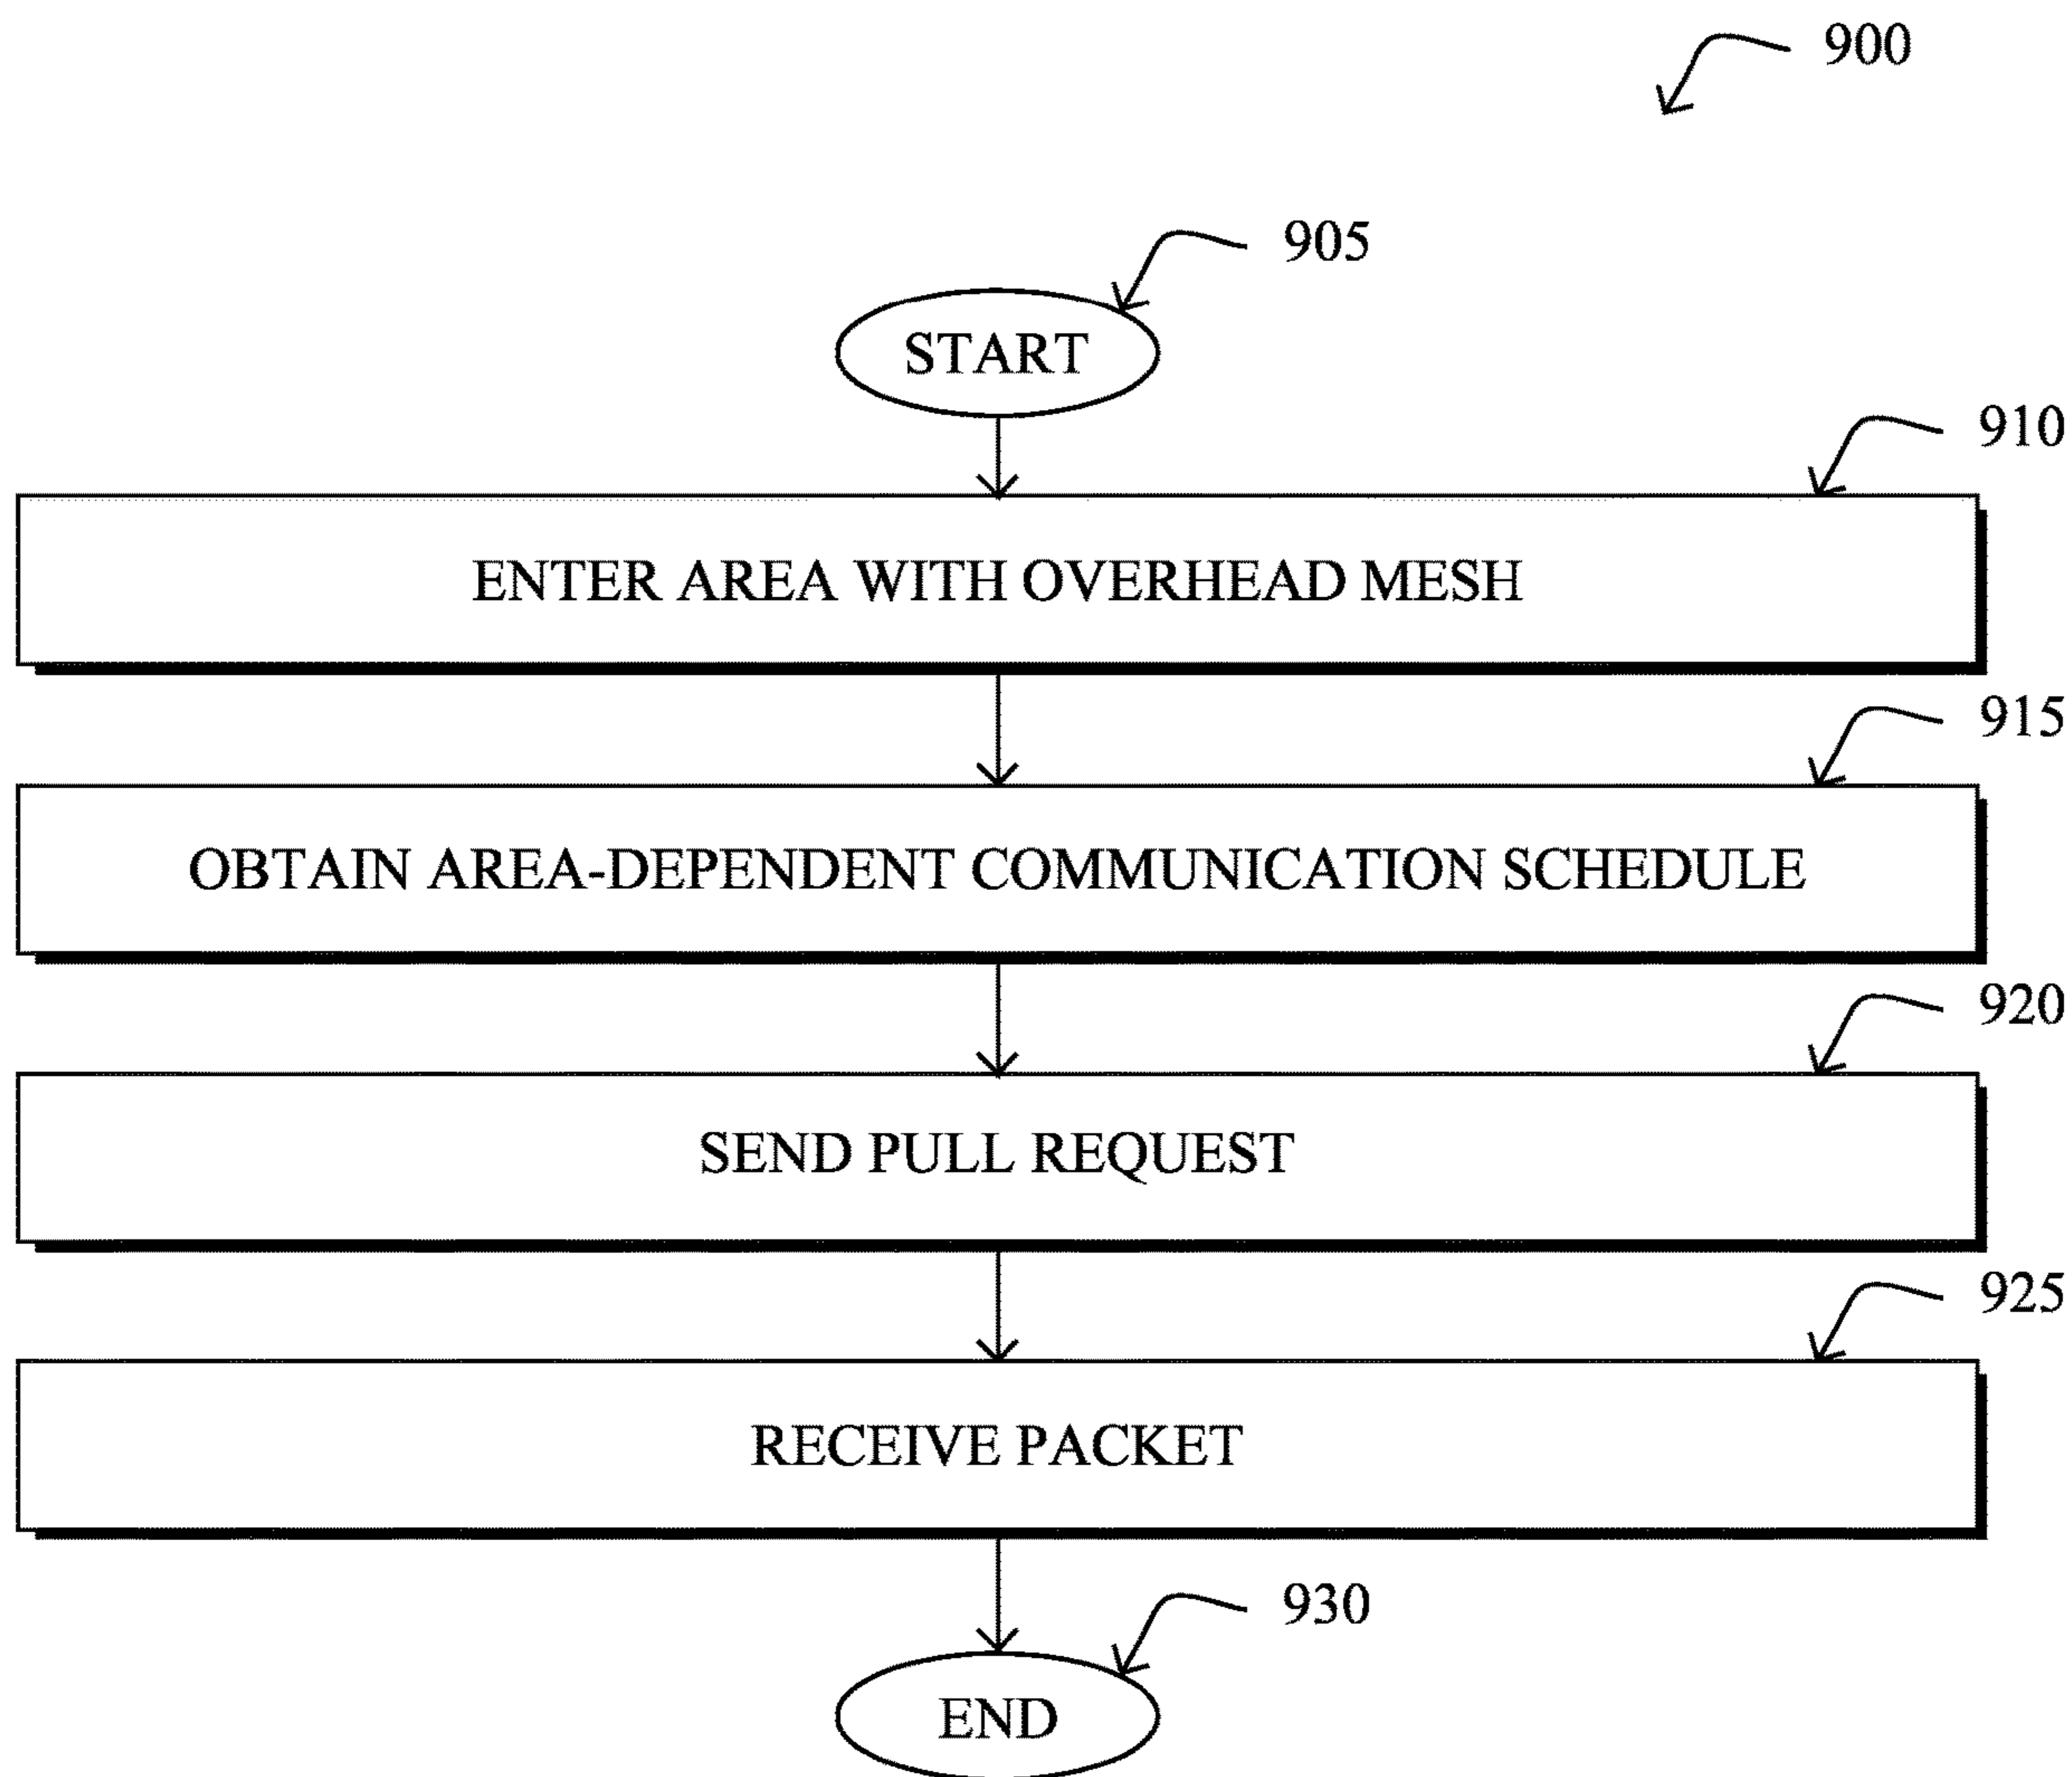 900
905
START
910
ENTER AREA WITH OVERHEAD MESH
915
OBTAIN AREA-DEPENDENT COMMUNICATION SCHEDULE
920
SEND PULL REQUEST
925
RECEIVE PACKET
930
END